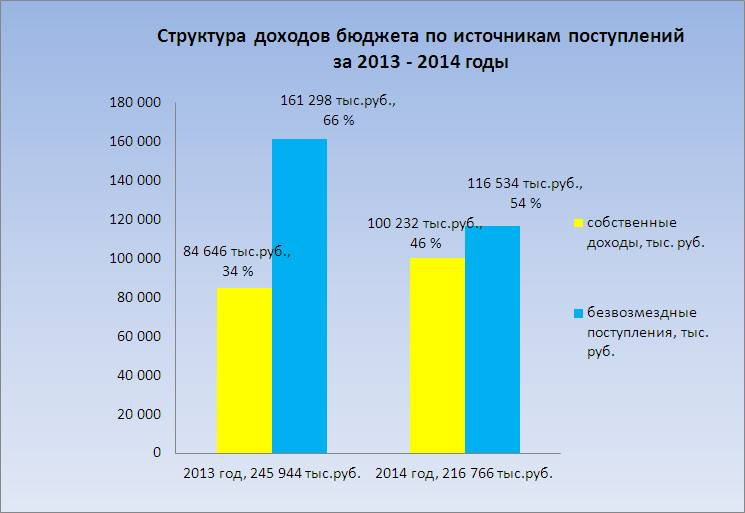 Структура доходов бюджета по источникам поступлений
за 2013 - 2014 годы
180 000
160 000
140 000
120 000
100 000
80 000
60 000
40 000
20 000
0
161 298 тыс.руб.,
66 %
84 646 тыс.руб.,
34 %
116 534 тыс.руб.,
54 %
100 232 тыс.руб.,
46 %
2013 год, 245 944 тыс.руб.
2014 год, 216 766 тыс.руб.
собственные
доходы, тыс. руб.
безвозмездные
поступления, тыс.
руб.